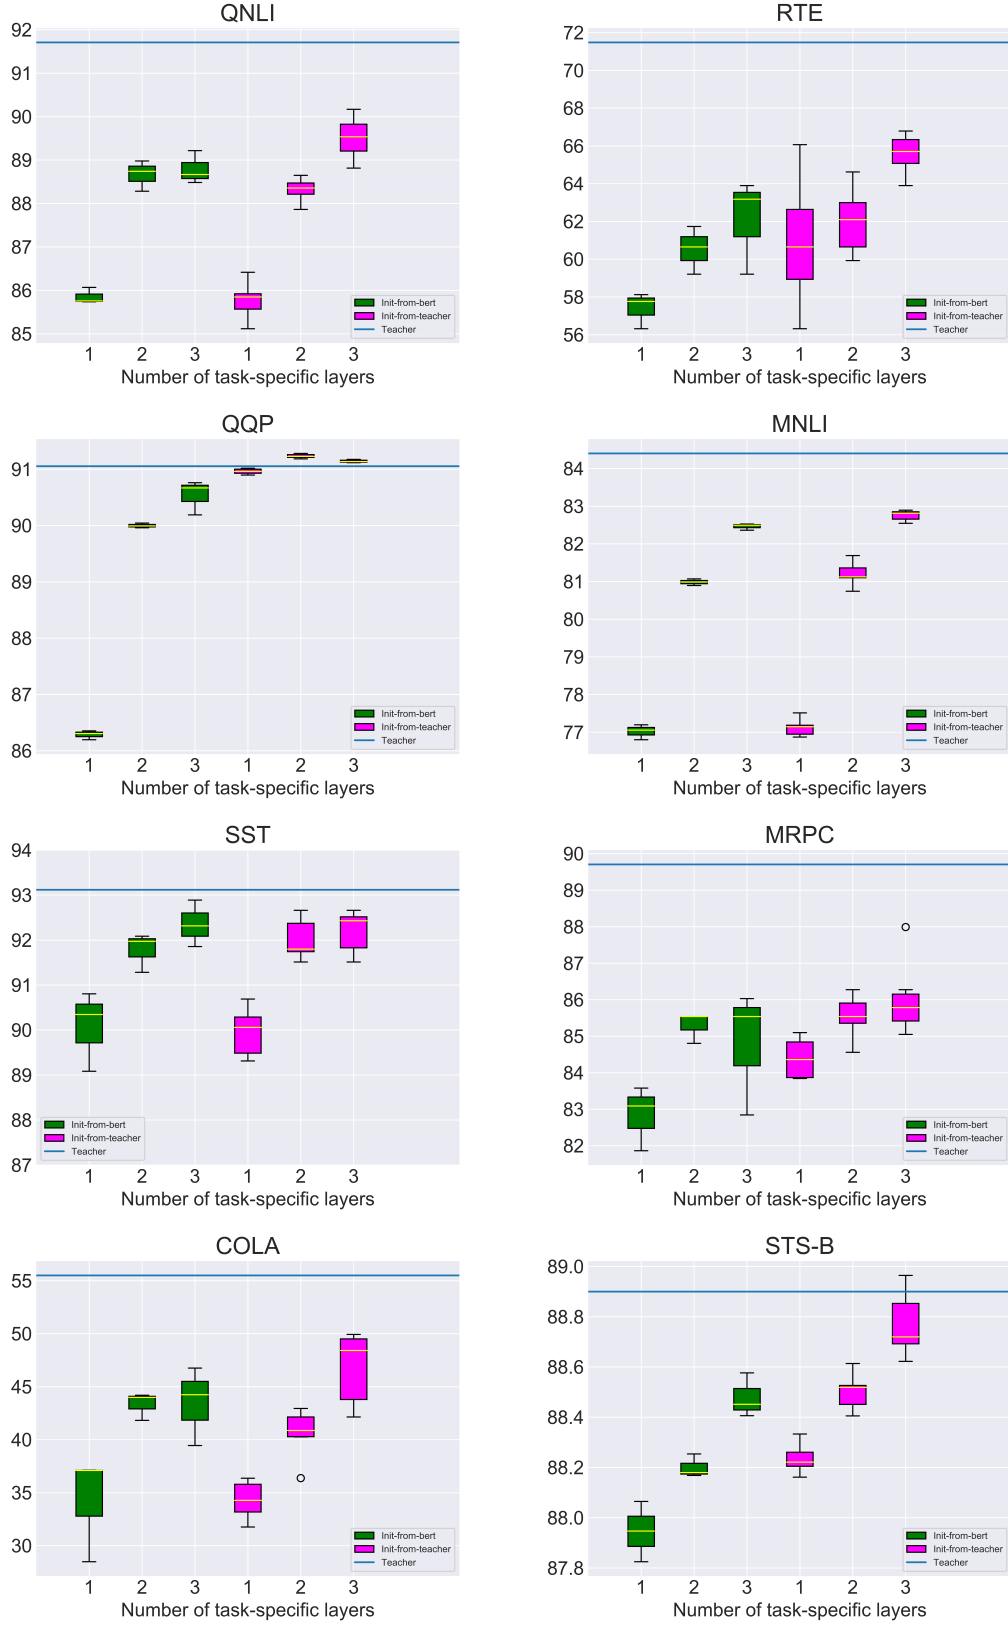 QNLI
92
91
90
89
88
87
86
85
1 2 3 1 2 3
Number of task-specific layers
Init-from-bert
Init-from-teacher
Teacher
RTE
72
70
68
66
64
62
60
58
56
1 2 3 1 2 3
Number of task-specific layers
Init-from-bert
Init-from-teacher
Teacher
QQP
91
90
89
88
87
86
1 2 3 1 2 3
Number of task-specific layers
Init-from-bert
Init-from-teacher
Teacher
MNLI
84
83
82
81
80
79
78
77
1 2 3 1 2 3
Number of task-specific layers
Init-from-bert
Init-from-teacher
Teacher
SST
94
93
92
91
90
89
88
87
1 2 3 1 2 3
Number of task-specific layers
Init-from-bert
Init-from-teacher
Teacher
MRPC
90
89
88
87
86
85
84
83
82
1 2 3 1 2 3
Number of task-specific layers
Init-from-bert
Init-from-teacher
Teacher
COLA
55
50
45
40
35
30
1 2 3 1 2 3
Number of task-specific layers
Init-from-bert
Init-from-teacher
Teacher
STS-B
89.0
88.8
88.6
88.4
88.2
88.0
87.8
1 2 3 1 2 3
Number of task-specific layers
Init-from-bert
Init-from-teacher
Teacher